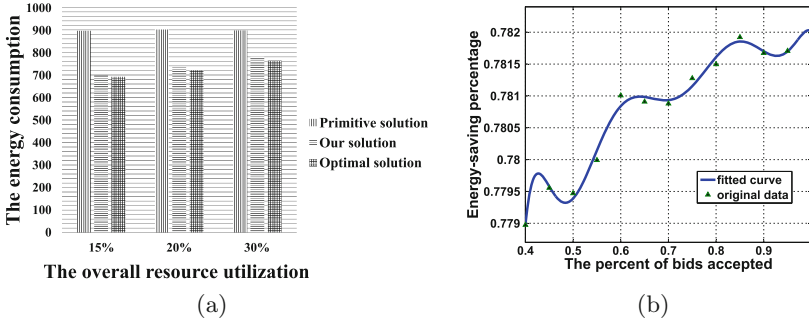 The energy consumption
1000
900
800
700
600
500
400
300
200
100
0
15%
20%
30%
The overall resource utilization
Primitive solution
Our solution
Optimal solution
(a)
Energy-saving percentage
0.782
0.7815
0.781
0.7805
0.78
0.7795
0.779
0.4
0.5
0.6
0.7
0.8
0.9
The percent of bids accepted
fitted curve
original data
(b)